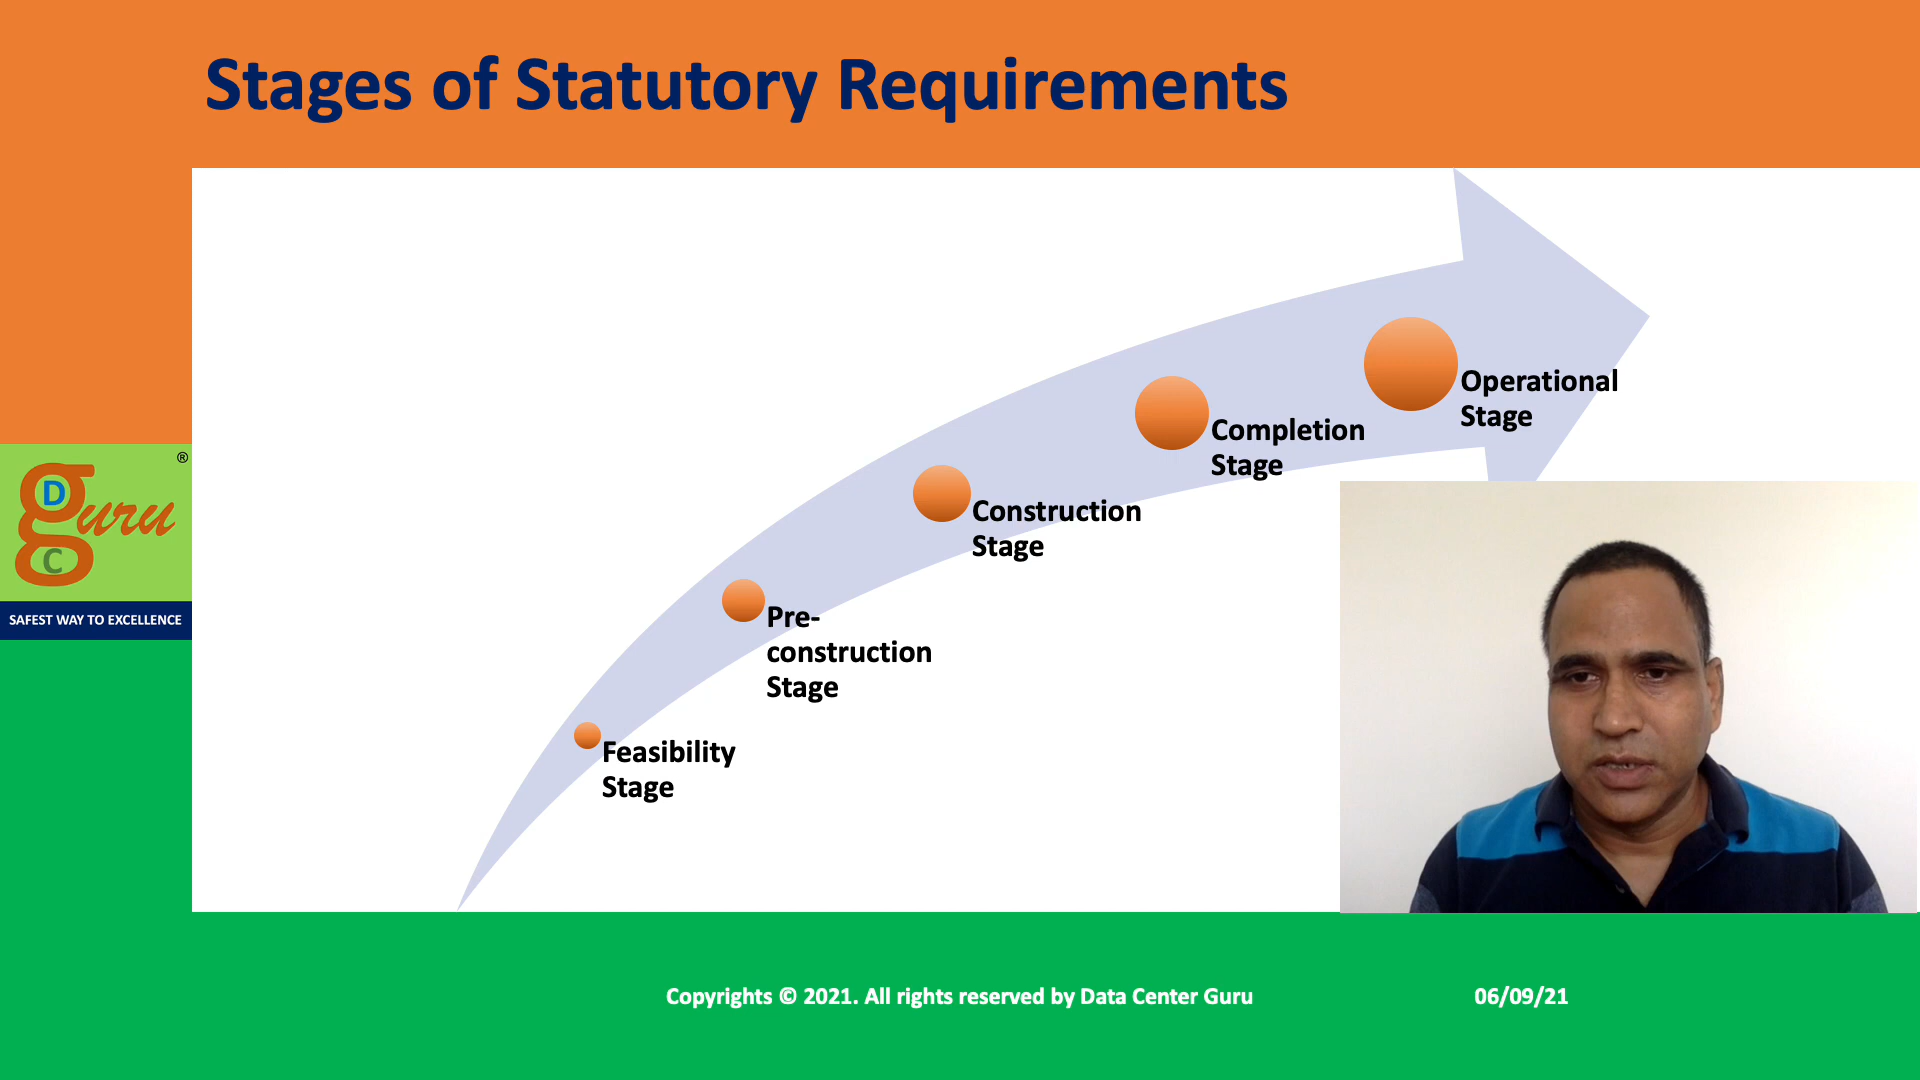 Stages of Statutory Requirements
Operational
Stage
Completion
Stage
Construction
Stage
Pre-
construction
Stage
Feasibility
Stage
®
D
guru
C
SAFEST WAY TO EXCELLENCE
Copyrights © 2021. All rights reserved by Data Center Guru
06/09/21